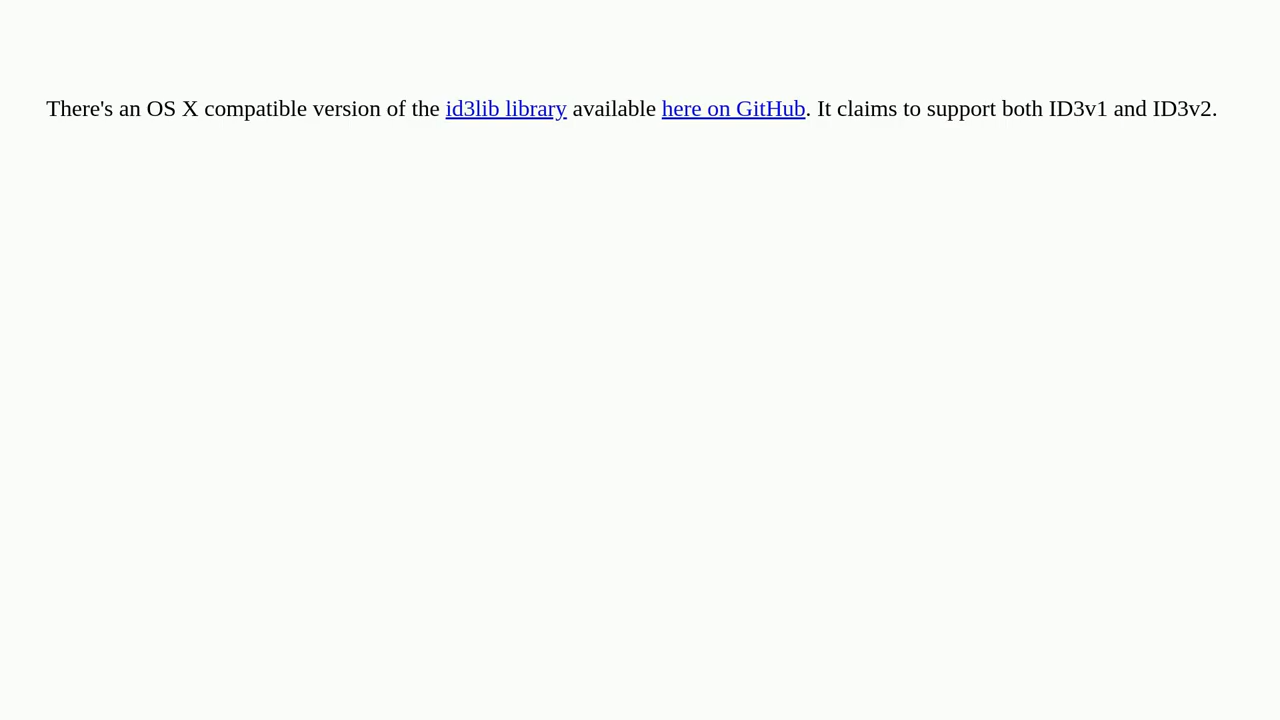 There's an OS X compatible version of the id3lib library available here on GitHub. It claims to support both ID3v1 and ID3v2.